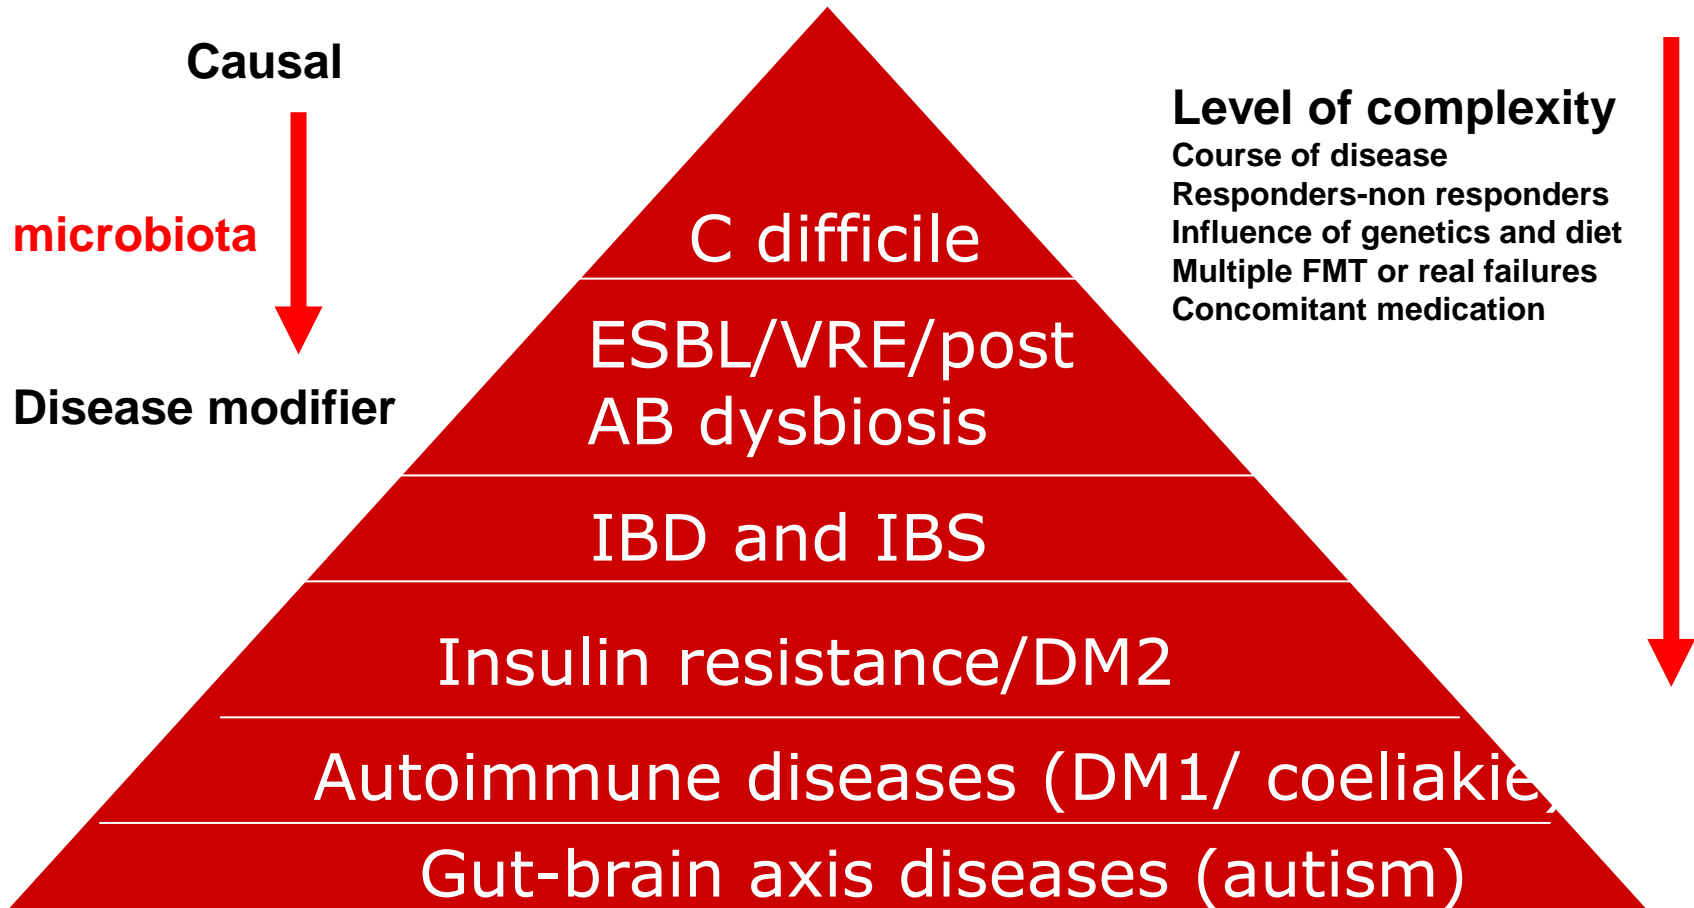 Causal
microbiota
Disease modifier
Level of complexity
Course of disease
Responders-non responders
Influence of genetics and diet
Multiple FMT or real failures
Concomitant medication
C difficile
ESBL/VRE/post
AB dysbiosis
IBD and IBS
Insulin resistance/DM2
Autoimmune diseases (DM1/ coeliakie)
Gut-brain axis diseases (autism)